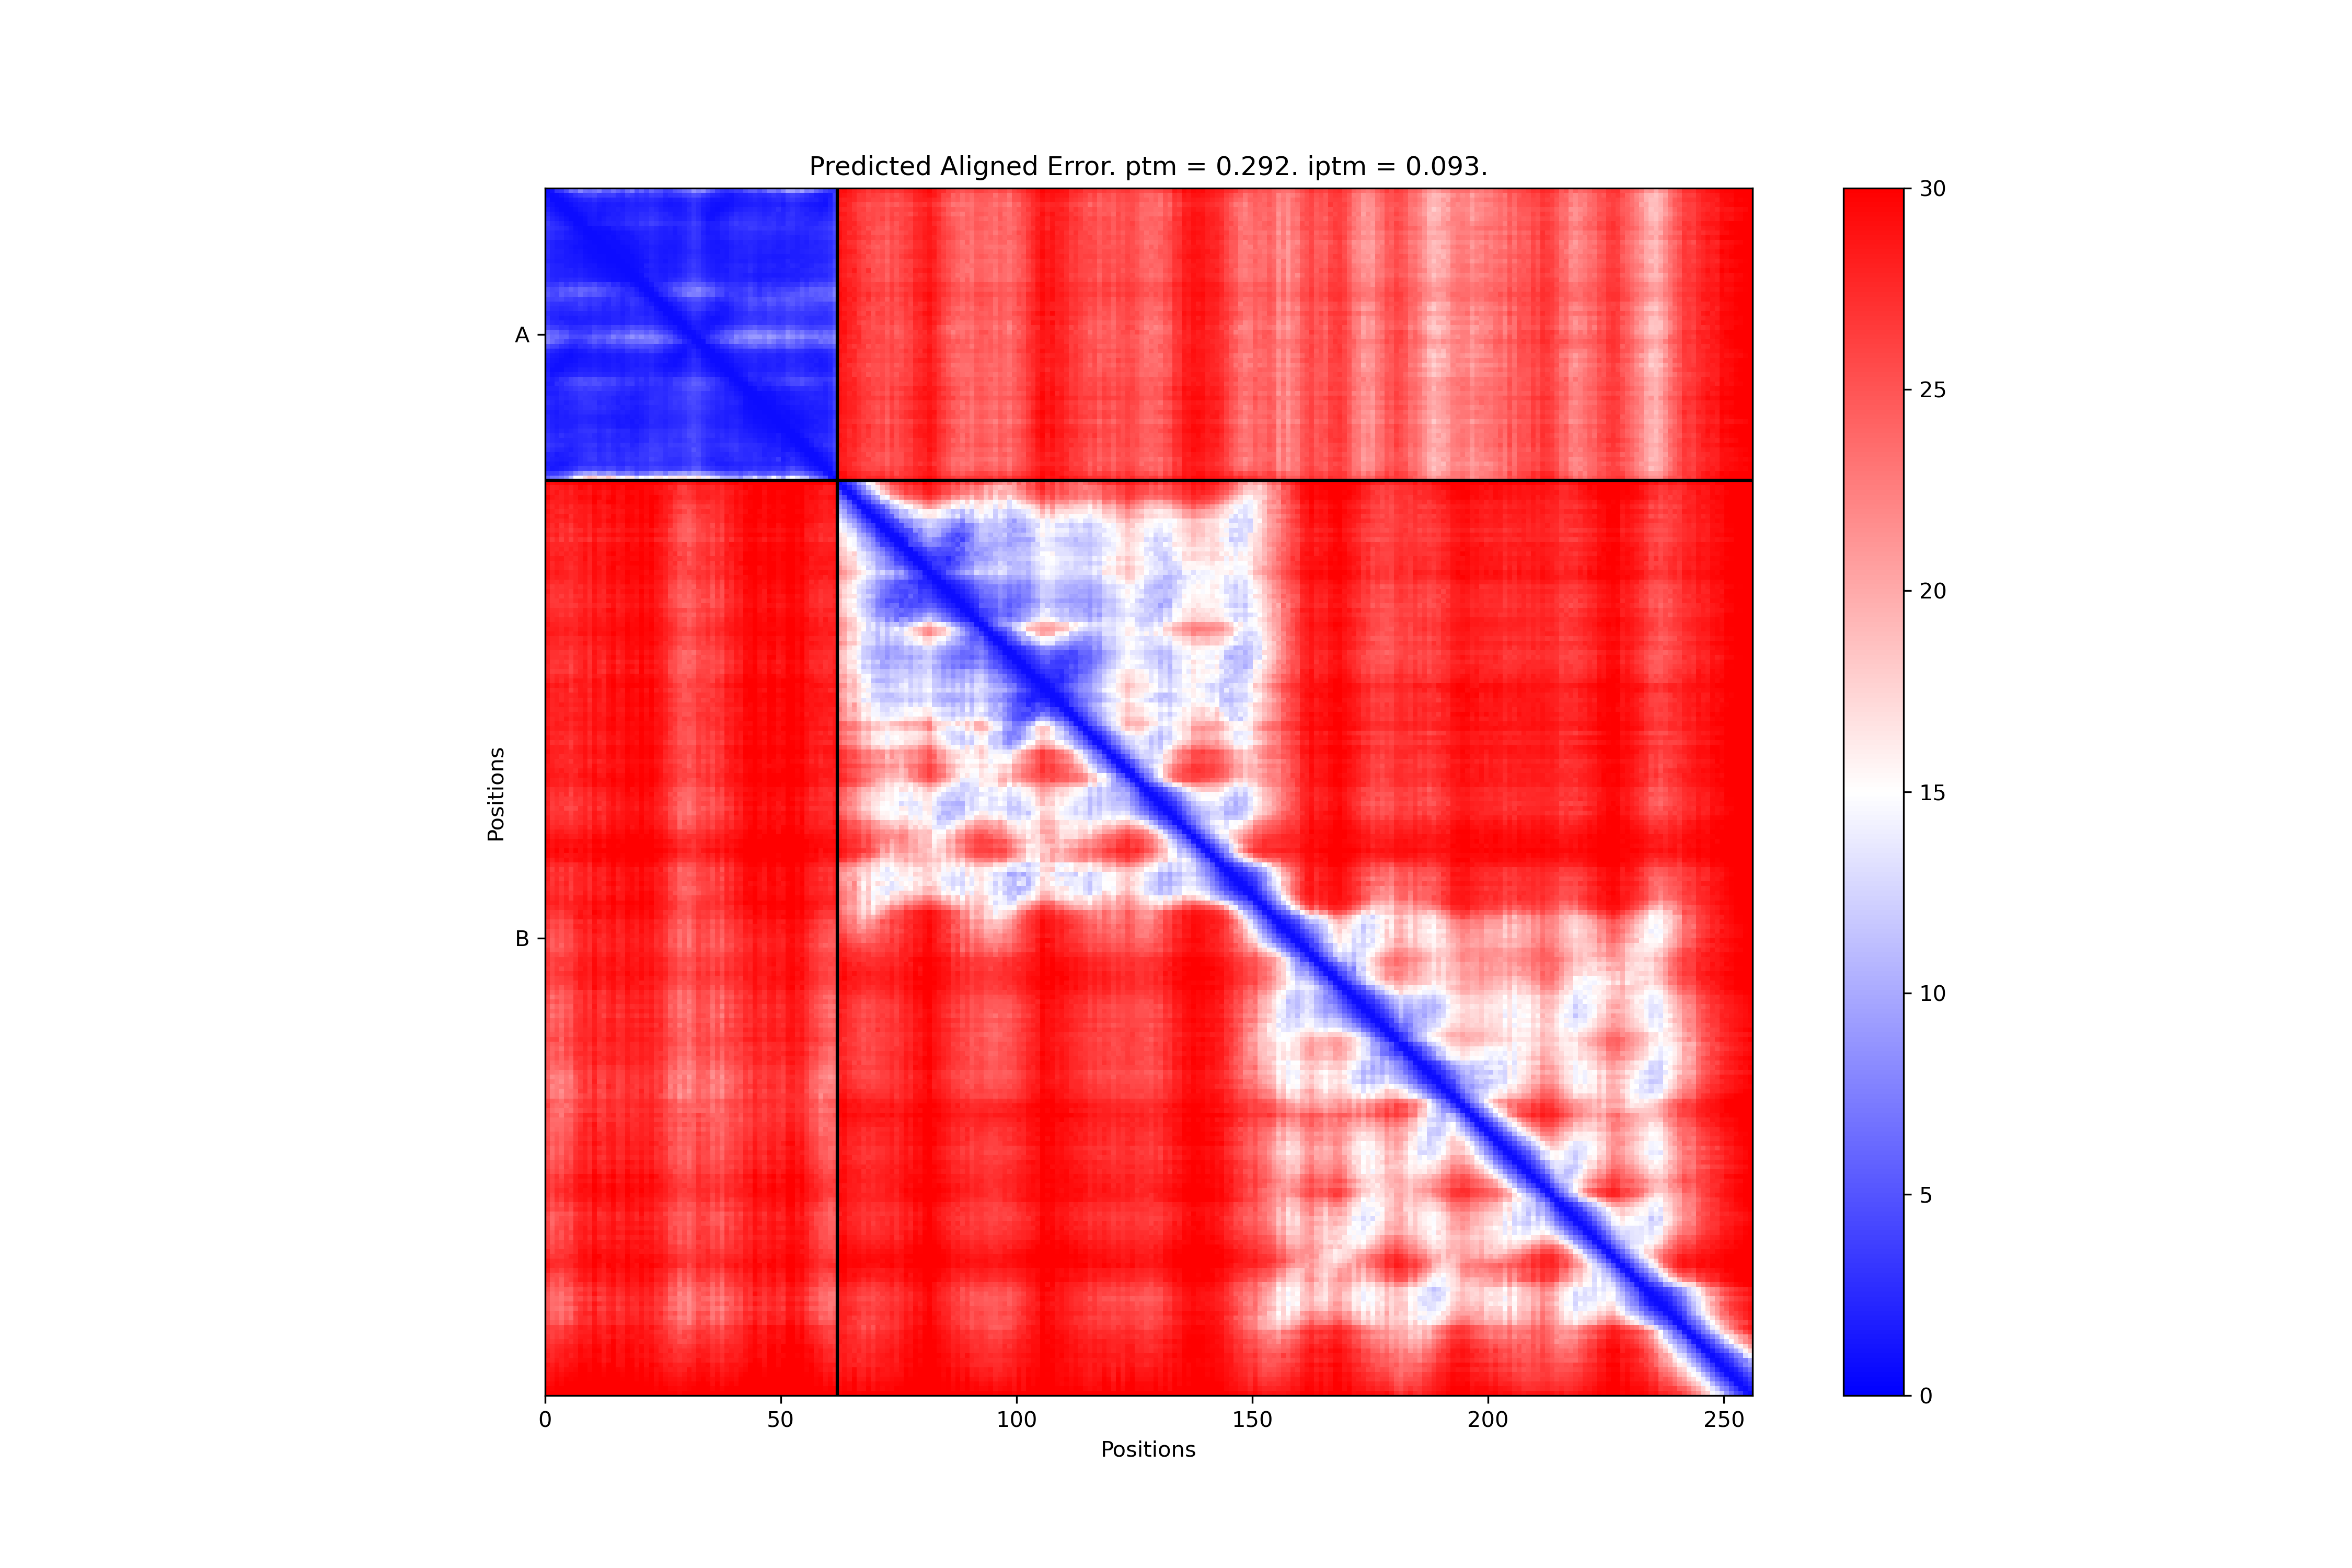 Predicted Aligned Error. ptm = 0.292. iptm = 0.093.
A
B
Positions
0
50
100
150
200
250
Positions
30
25
20
15
10
5
0